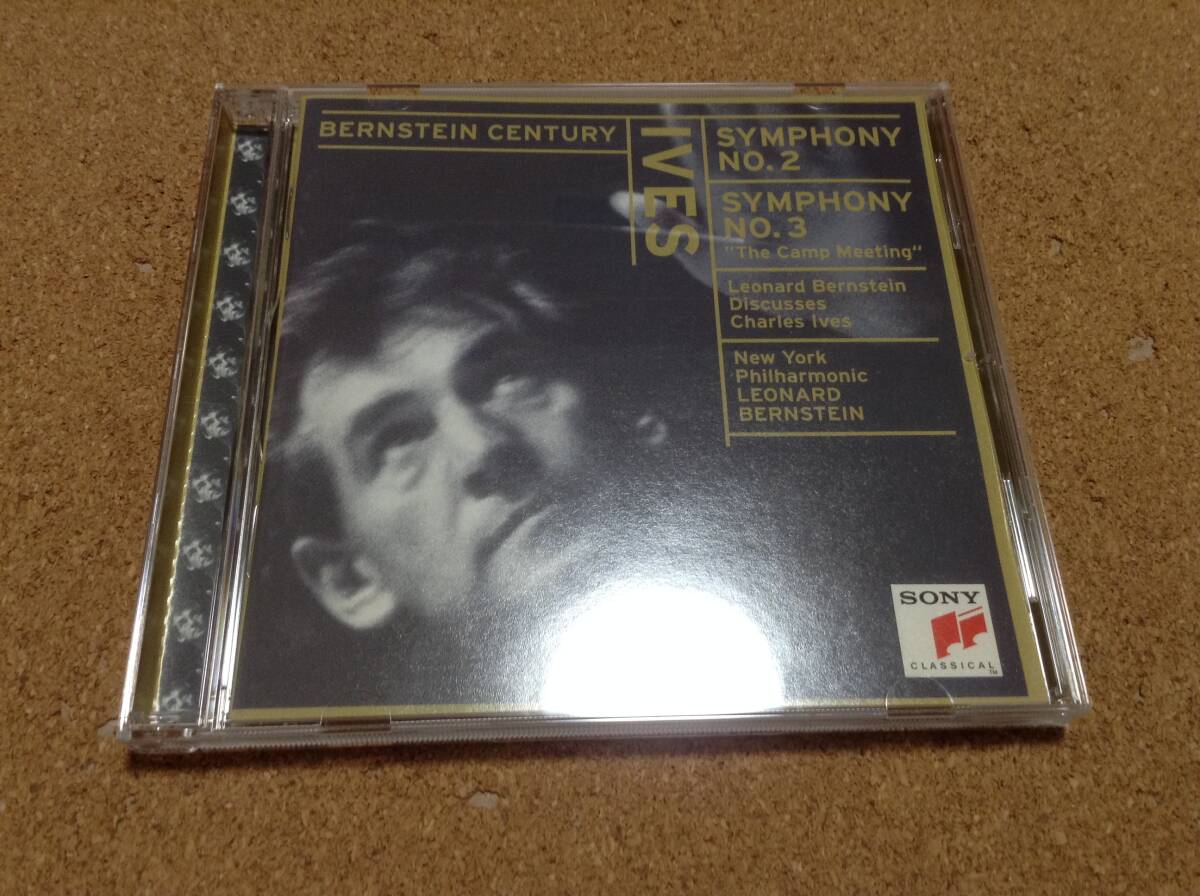 BERNSTEIN CENTURY
IVES
SYMPHONY
NO. 2
SYMPHONY
NO. 3
"The Camp Meeting"
Leonard Bernstein
Discusses
Charles Ives
New York
Philharmonic
LEONARD
BERNSTEIN
SONY
CLASSICAL
TM